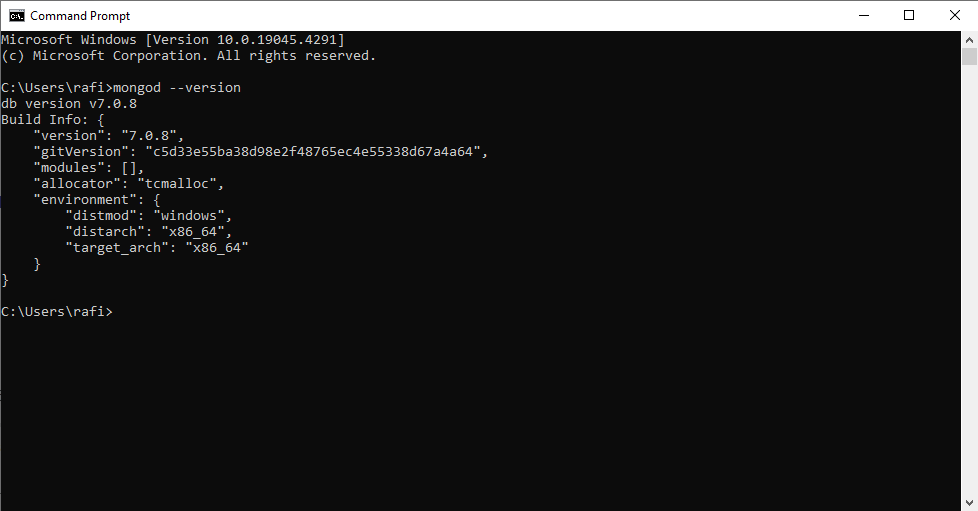 Command Prompt
Microsoft Windows [Version 10.0.19045.4291]
(c) Microsoft Corporation. All rights reserved.
C:\Users\rafi>mongod --version
db version v7.0.8
Build Info: {
    "version": "7.0.8",
    "gitVersion": "c5d33e55ba38d98e2f48765ec4e55338d67a4a64",
    "modules": [],
    "allocator": "tcmalloc",
    "environment": {
        "distmod": "windows",
        "distarch": "x86_64",
        "target_arch": "x86_64"
    }
}
C:\Users\rafi>